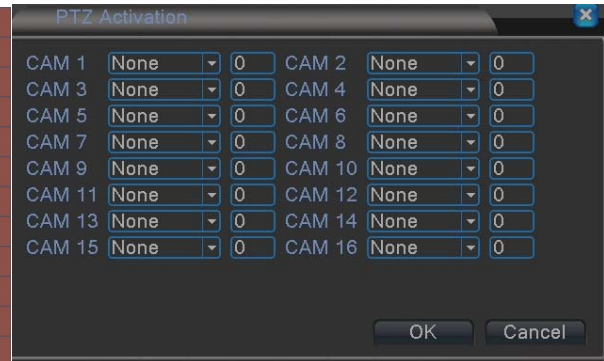 PTZ Activation
CAM 1 None 0 CAM 2 None 0
CAM 3 None 0 CAM 4 None 0
CAM 5 None 0 CAM 6 None 0
CAM 7 None 0 CAM 8 None 0
CAM 9 None 0 CAM 10 None 0
CAM 11 None 0 CAM 12 None 0
CAM 13 None 0 CAM 14 None 0
CAM 15 None 0 CAM 16 None 0
OK Cancel